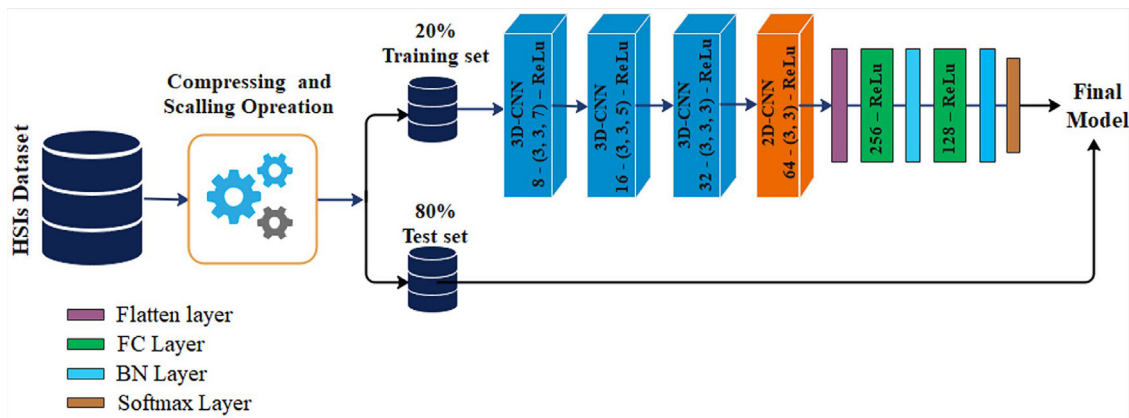 HSIs Dataset
Compressing and
Scalling Opreation
20%
Training set
80%
Test set
3D-CNN
8 - (3, 3, 7) – ReLu
3D-CNN
16 - (3, 3, 5) - ReLu
3D-CNN
32 - (3, 3, 3) - ReLu
2D-CNN
64 - (3, 3) - ReLu
256 – ReLu
128 – ReLu
Final
Model
Flatten layer
FC Layer
BN Layer
Softmax Layer